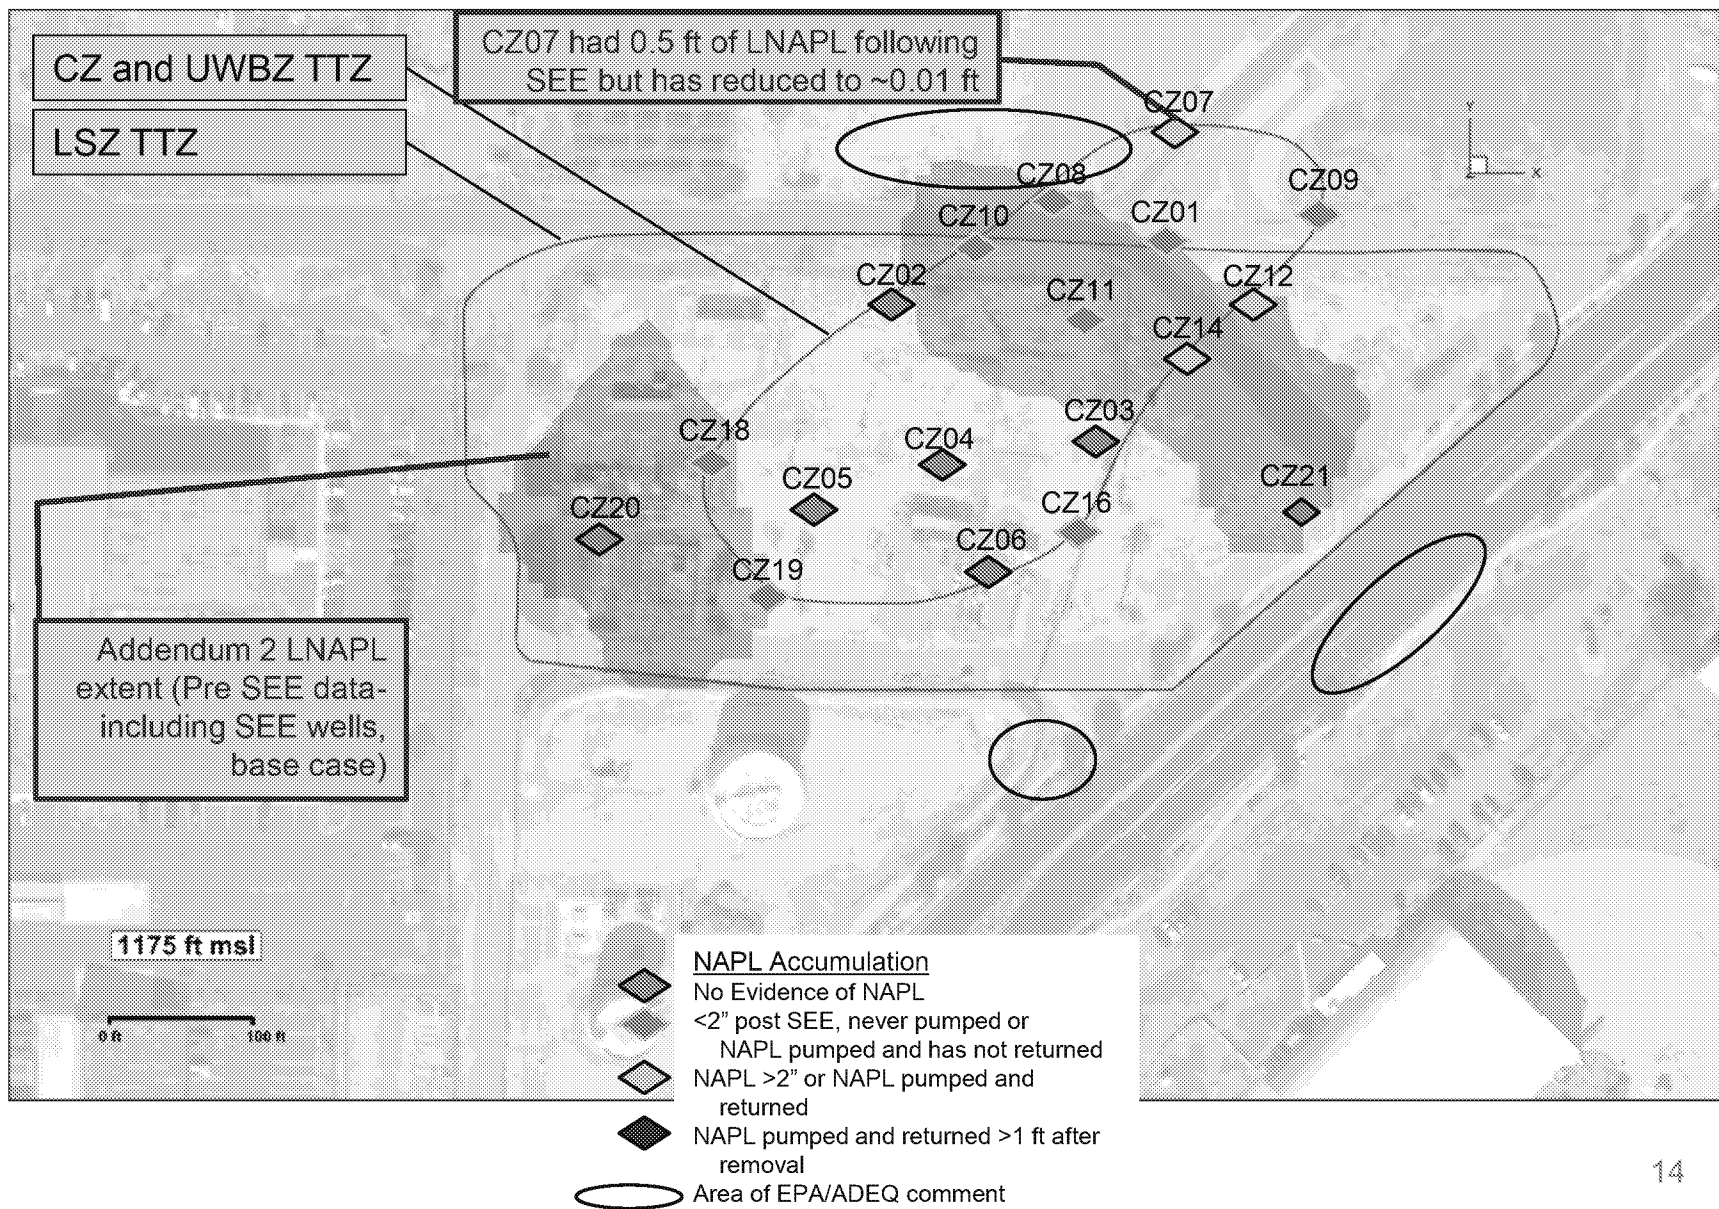 CZ07 had 0.5 ft of LNAPL following
SEE but has reduced to ~0.01 ft
CZ and UWBZ TTZ
LSZ TTZ
CZ07
Y
Z
X
CZ08
CZ09
CZ10
CZ01
CZ02
CZ11
CZ12
CZ14
CZ03
CZ18
CZ04
CZ05
CZ21
CZ20
CZ16
CZ06
CZ19
Addendum 2 LNAPL
extent (Pre SEE data-
including SEE wells,
base case)
1175 ft msl
0 ft
100 ft
NAPL Accumulation
No Evidence of NAPL
<2” post SEE, never pumped or
NAPL pumped and has not returned
NAPL >2” or NAPL pumped and
returned
NAPL pumped and returned >1 ft after
removal
Area of EPA/ADEQ comment
14